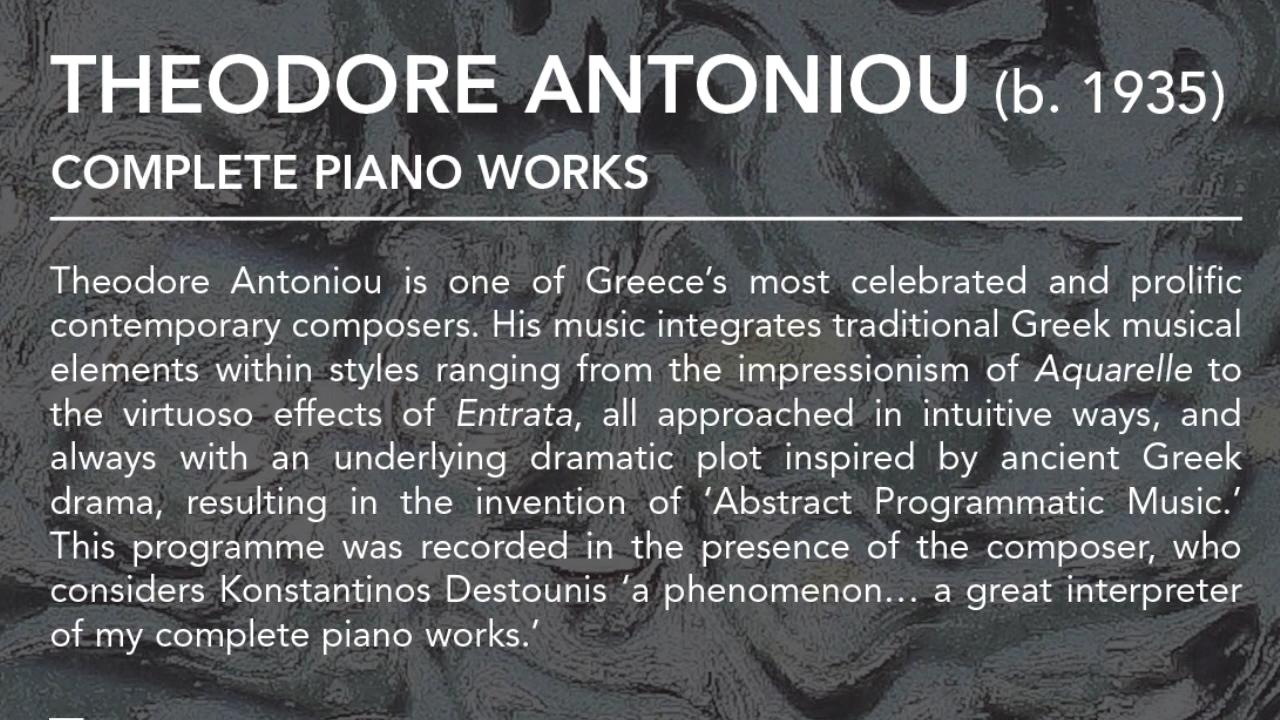 THEODORE ANTONIOU (b. 1935)
COMPLETE PIANO WORKS
Theodore Antoniou is one of Greece’s most celebrated and prolific
contemporary composers. His music integrates traditional Greek musical
elements within styles ranging from the impressionism of Aquarelle to
the virtuoso effects of Entrata, all approached in intuitive ways, and
always with an underlying dramatic plot inspired by ancient Greek
drama, resulting in the invention of ‘Abstract Programmatic Music.’
This programme was recorded in the presence of the composer, who
considers Konstantinos Destounis ‘a phenomenon… a great interpreter
of my complete piano works.’